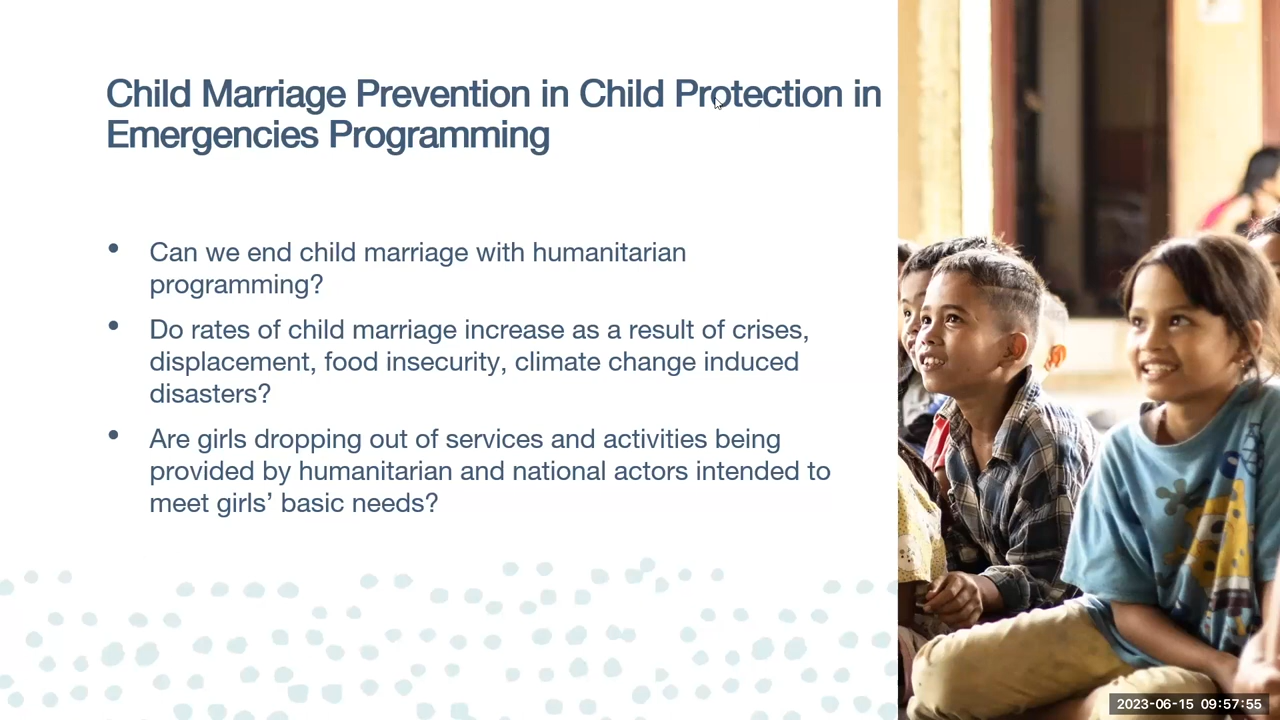 Child Marriage Prevention in Child Protection in
Emergencies Programming
• Can we end child marriage with humanitarian
programming?
• Do rates of child marriage increase as a result of crises,
displacement, food insecurity, climate change induced
disasters?
• Are girls dropping out of services and activities being
provided by humanitarian and national actors intended to
meet girls’ basic needs?
2023-06-15 09:57:55